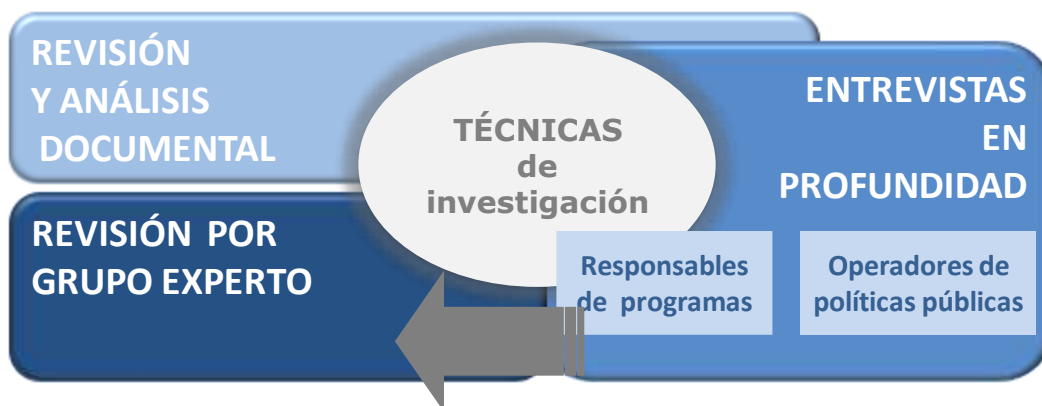 REVISIÓN
Y ANÁLISIS
DOCUMENTAL
TÉCNICAS
de
investigación
ENTREVISTAS
EN
PROFUNDIDAD
REVISIÓN POR
GRUPO EXPERTO
Responsables
de programas
Operadores de
políticas públicas